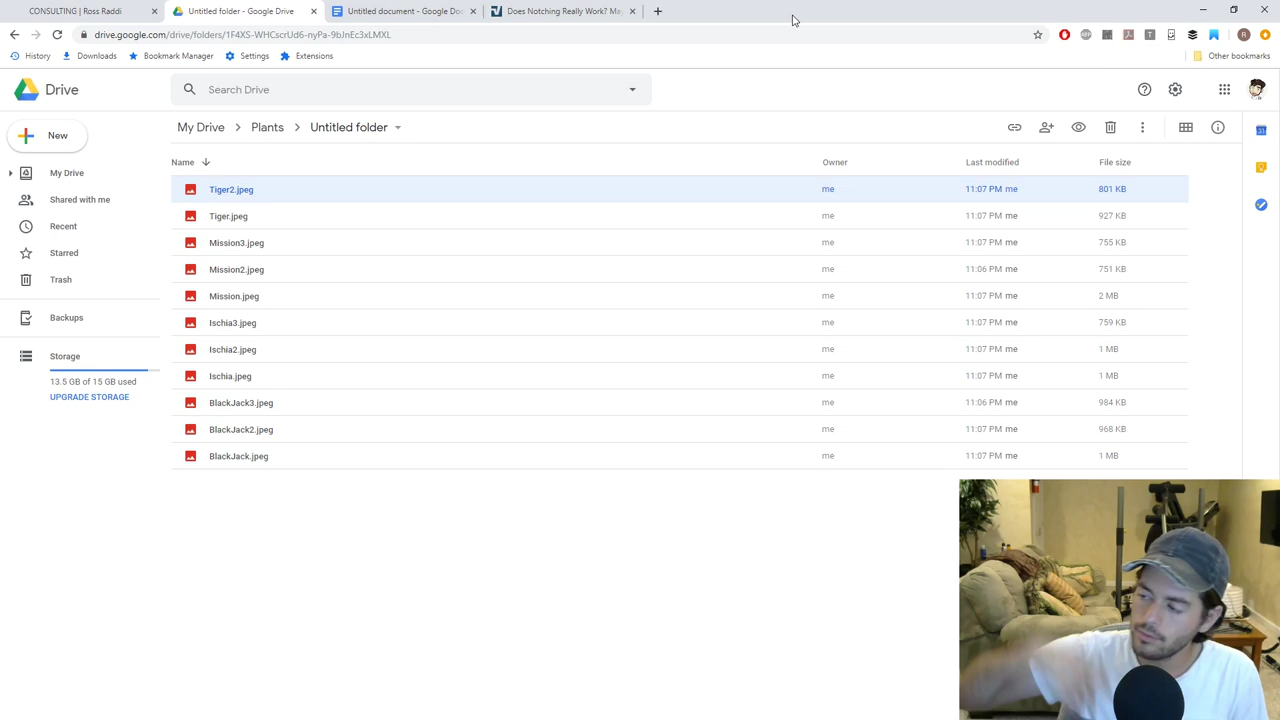 CONSULTING | Ross Raddi
Untitled folder - Google Drive
Untitled document - Google Doc
Does Notching Really Work? May
drive.google.com/drive/folders/1F4XS-WHCscrUd6-nyPa-9bJnEc3xLMXL
History
Downloads
Bookmark Manager
Settings
Extensions
Other bookmarks
Drive
Search Drive
New
My Drive
Shared with me
Recent
Starred
Trash
Backups
Storage
13.5 GB of 15 GB used
UPGRADE STORAGE
My Drive > Plants > Untitled folder
Name Owner Last modified File size
Tiger2.jpeg me 11:07 PM me 801 KB
Tiger.jpeg me 11:07 PM me 927 KB
Mission3.jpeg me 11:07 PM me 755 KB
Mission2.jpeg me 11:06 PM me 751 KB
Mission.jpeg me 11:07 PM me 2 MB
Ischia3.jpeg me 11:07 PM me 759 KB
Ischia2.jpeg me 11:07 PM me 1 MB
Ischia.jpeg me 11:07 PM me 1 MB
BlackJack3.jpeg me 11:06 PM me 984 KB
BlackJack2.jpeg me 11:07 PM me 968 KB
BlackJack.jpeg me 11:07 PM me 1 MB